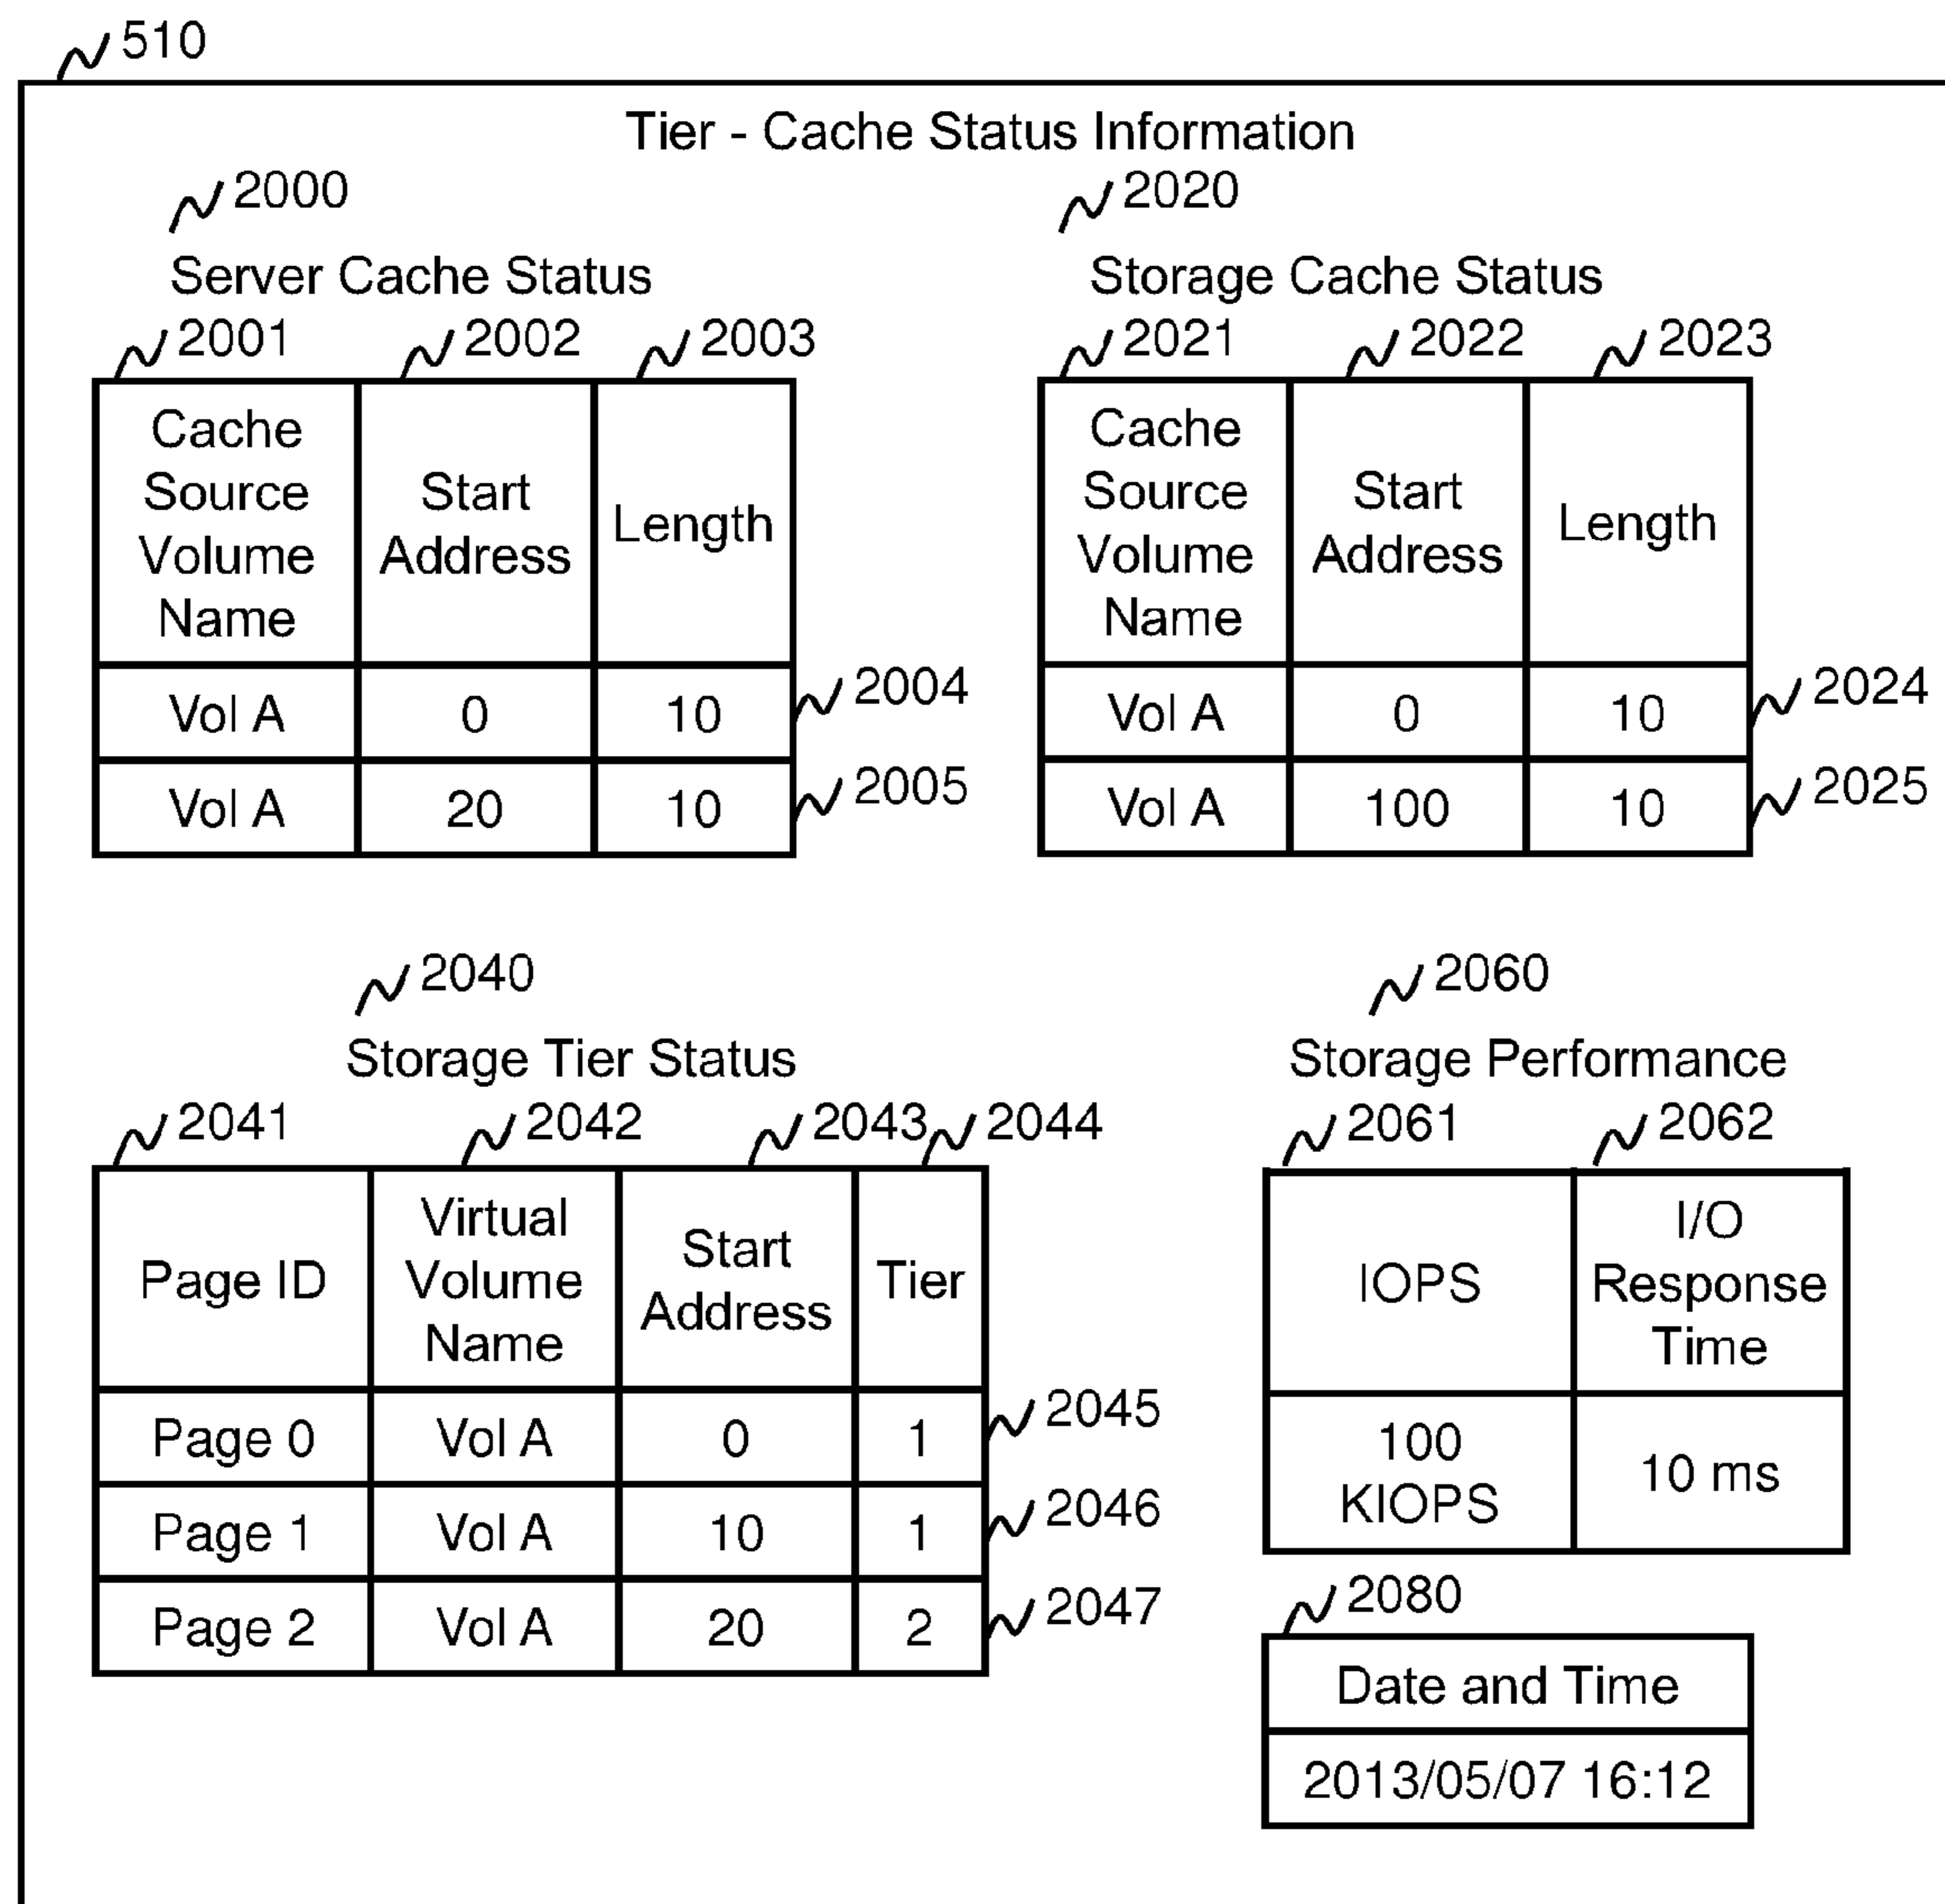 510
Tier - Cache Status Information
2000
Server Cache Status
2001 2002 2003
Cache Source Volume Name
Start Address
Length
Vol A 0 10 2004
Vol A 20 10 2005
2020
Storage Cache Status
2021 2022 2023
Cache Source Volume Name
Start Address
Length
Vol A 0 10 2024
Vol A 100 10 2025
2040
Storage Tier Status
2041 2042 2043 2044
Page ID
Virtual Volume Name
Start Address
Tier
Page 0 Vol A 0 1 2045
Page 1 Vol A 10 1 2046
Page 2 Vol A 20 2 2047
2060
Storage Performance
2061 2062
IOPS
I/O Response Time
100 KIOPS
10 ms
2080
Date and Time
2013/05/07 16:12